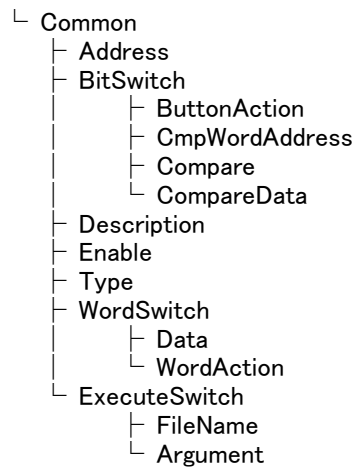 Common
Address
BitSwitch
ButtonAction
CmpWordAddress
Compare
CompareData
Description
Enable
Type
WordSwitch
Data
WordAction
ExecuteSwitch
FileName
Argument